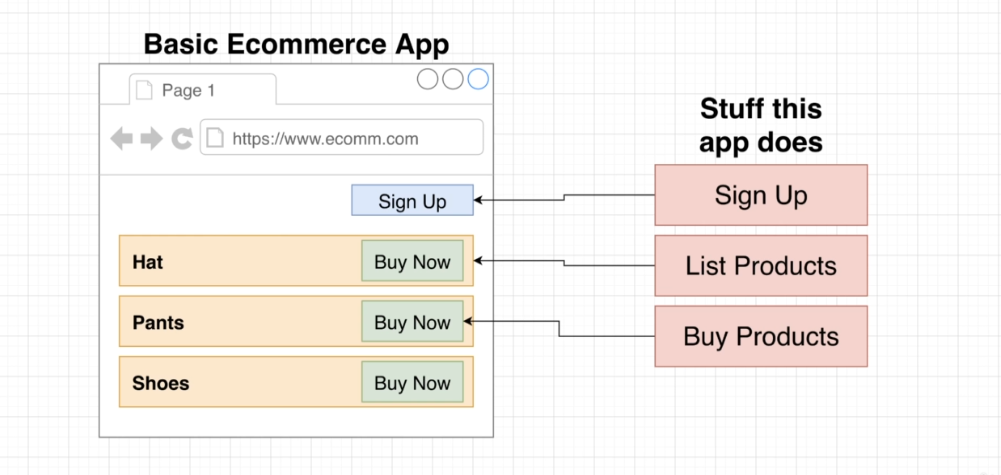 Basic Ecommerce App
Page 1
https://www.ecomm.com
Sign Up
Hat
Buy Now
Pants
Buy Now
Shoes
Buy Now
Stuff this
app does
Sign Up
List Products
Buy Products